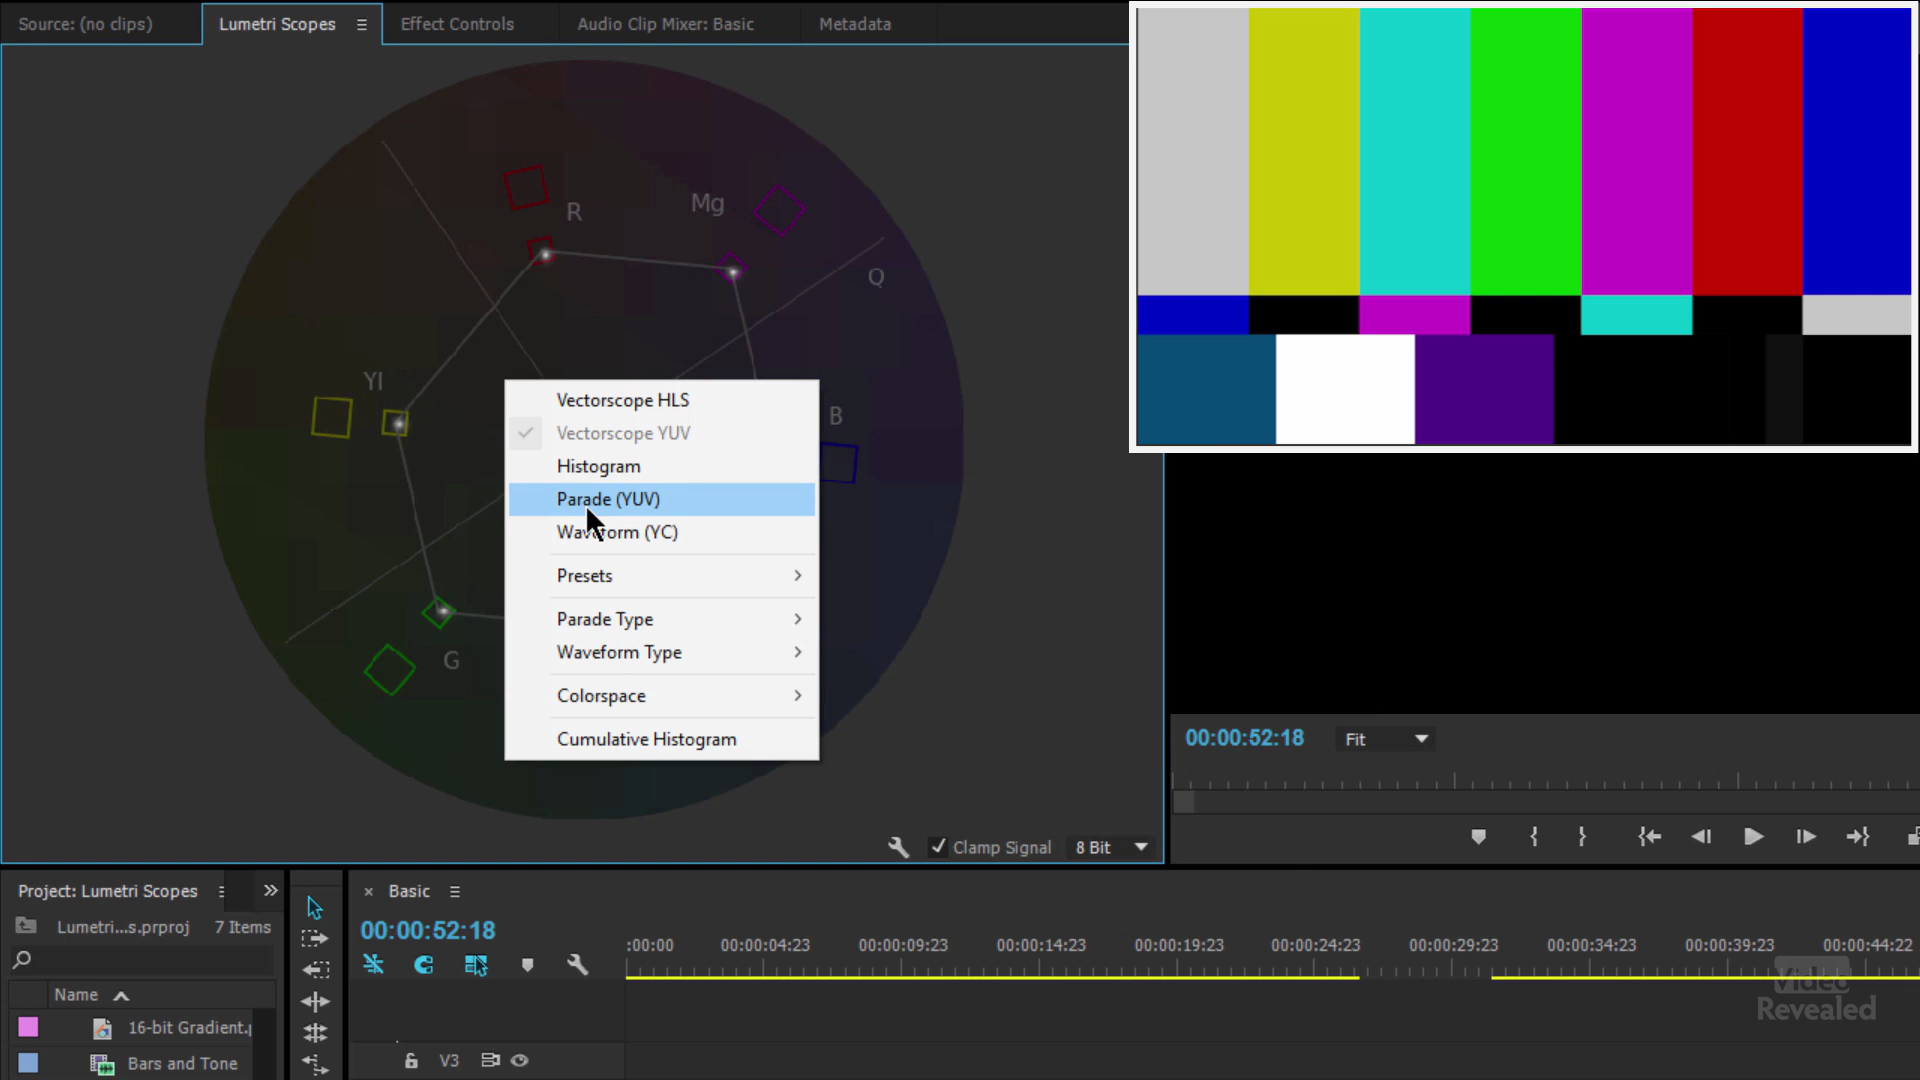 Source: (no clips)
Lumetri Scopes
Effect Controls
Audio Clip Mixer: Basic
Metadata
R
Mg
Q
Yl
B
G
Vectorscope HLS
Vectorscope YUV
Histogram
Parade (YUV)
Waveform (YC)
Presets
Parade Type
Waveform Type
Colorspace
Cumulative Histogram
00:00:52:18
Fit
Clamp Signal
8 Bit
Project: Lumetri Scopes
Lumetri...s.prproj
7 Items
Name
16-bit Gradient.p
Bars and Tone
Basic
00:00:52:18
:00:00
00:00:04:23
00:00:09:23
00:00:14:23
00:00:19:23
00:00:24:23
00:00:29:23
00:00:34:23
00:00:39:23
00:00:44:22
V3
Video
Revealed